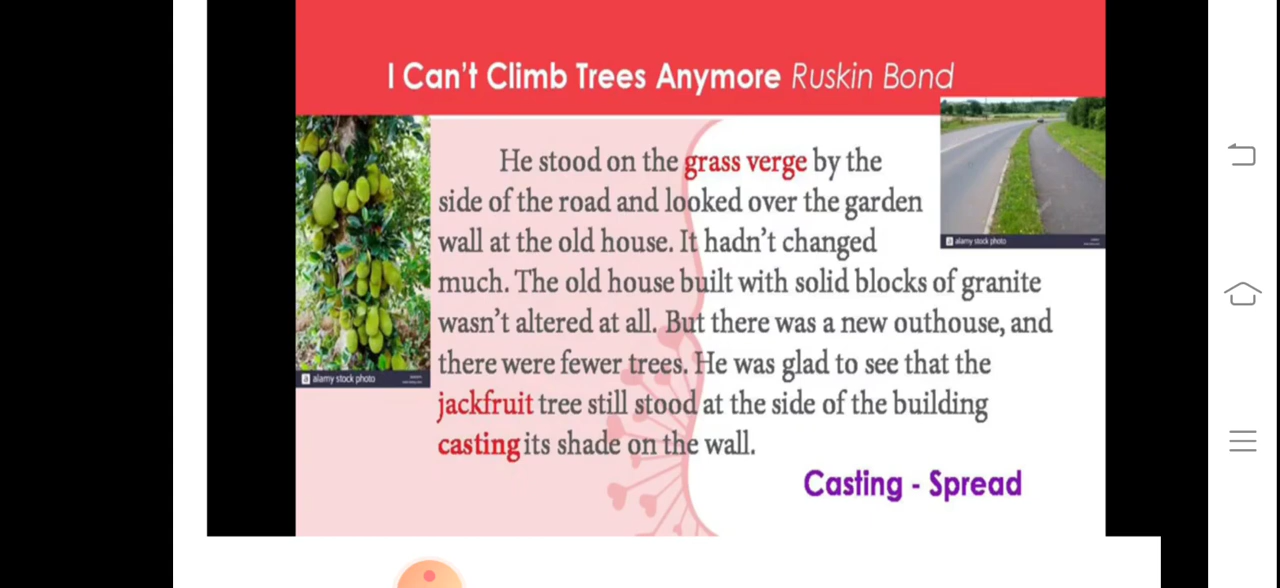 I Can't Climb Trees Anymore Ruskin Bond
He stood on the grass verge by the
side of the road and looked over the garden
wall at the old house. It hadn't changed
much. The old house built with solid blocks of granite
wasn't altered at all. But there was a new outhouse, and
there were fewer trees. He was glad to see that the
jackfruit tree still stood at the side of the building
casting its shade on the wall.
Casting - Spread
a alamy stock photo
a alamy stock photo